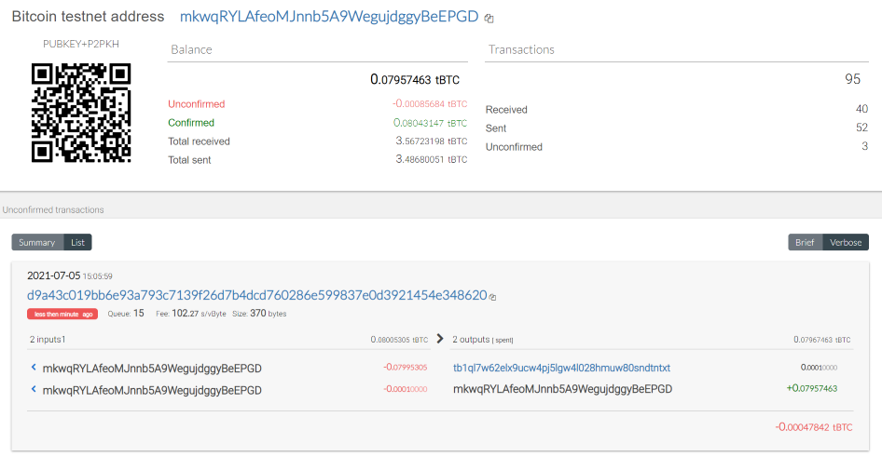 Bitcoin testnet address mkwqRYLAfeoMJnnb5A9WegujdggyBeEPGD
PUBKEY+P2PKH
Balance
0.07957463 tBTC
Unconfirmed -0.00085684 tBTC
Confirmed 0.08043147 tBTC
Total received 3.56723198 tBTC
Total sent 3.48680051 tBTC
Transactions
95
Received 40
Sent 52
Unconfirmed 3
Unconfirmed transactions
Summary List Brief Verbose
2021-07-05 15:05:59
d9a43c019bb6e93a793c7139f26d7b4dcd760286e599837e0d3921454e348620
less then minute ago Queue: 15 Fee: 102.27 s/vByte Size: 370 bytes
2 inputs1 0.08005305 tBTC 2 outputs [ spent] 0.07967463 tBTC
mkwqRYLAfeoMJnnb5A9WegujdggyBeEPGD -0.07995305 tb1ql7w62elx9ucw4pj5lgw4l028hmuw80sndtntxt 0.00010000
mkwqRYLAfeoMJnnb5A9WegujdggyBeEPGD -0.00010000 mkwqRYLAfeoMJnnb5A9WegujdggyBeEPGD +0.07957463
-0.00047842 tBTC